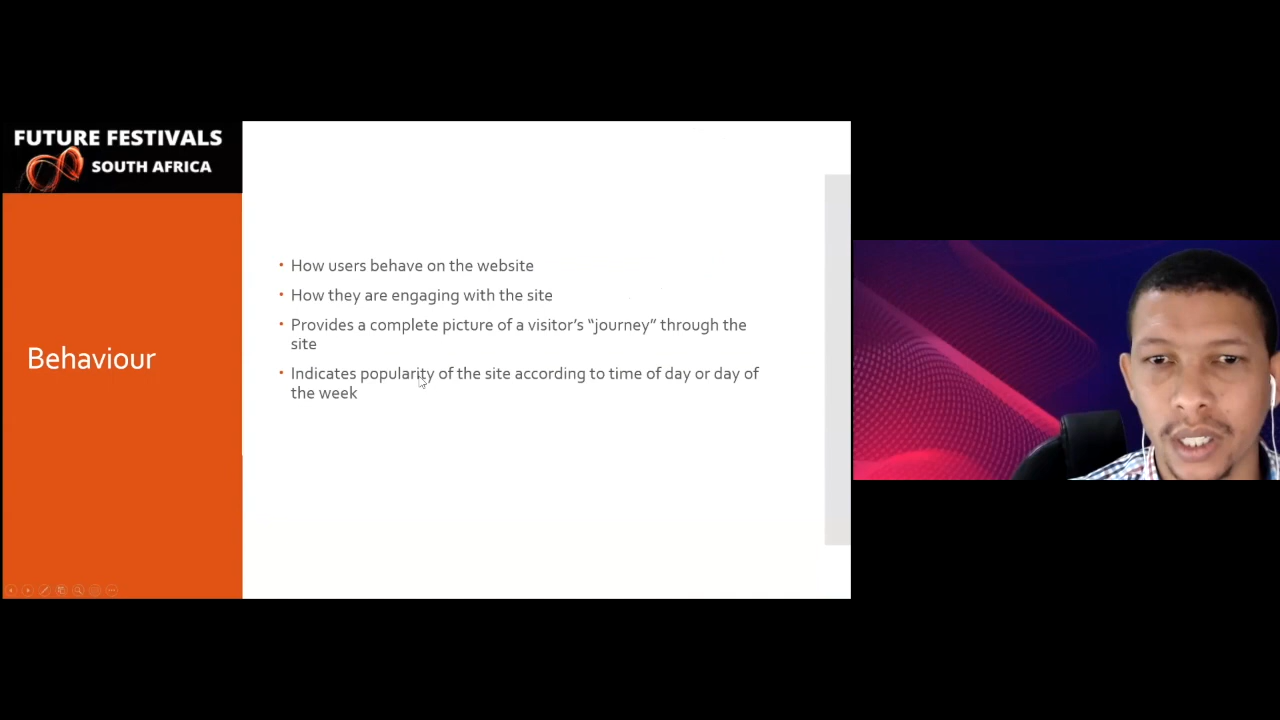 FUTURE FESTIVALS
SOUTH AFRICA
Behaviour
How users behave on the website
How they are engaging with the site
Provides a complete picture of a visitor's “journey” through the
site
Indicates popularity of the site according to time of day or day of
the week